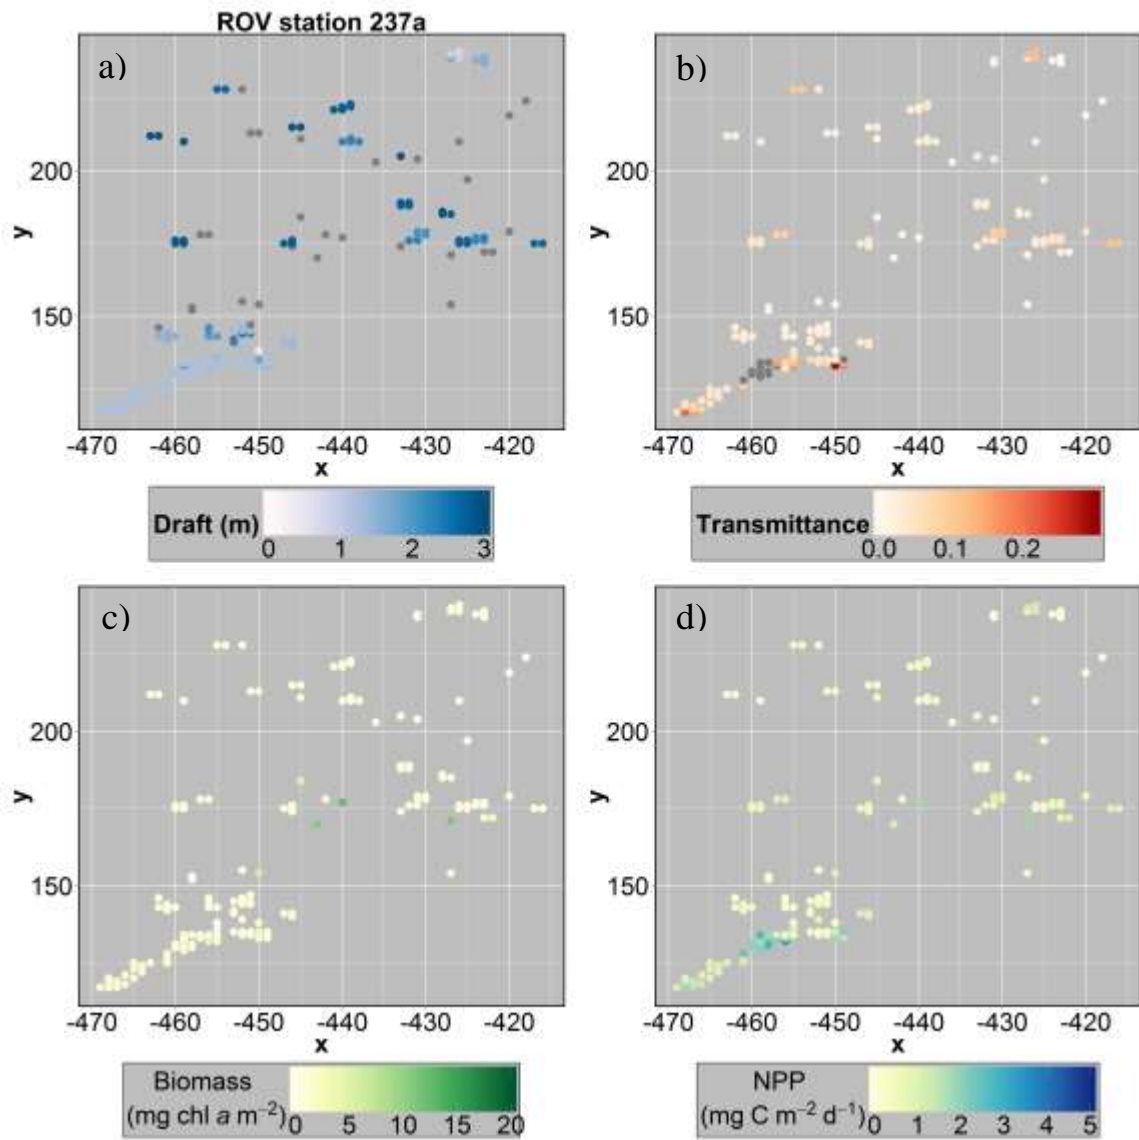 ROV station 237a
a)
b)
200
150
y
-470 -460 -450 -440 -430 -420
x
200
150
y
-470 -460 -450 -440 -430 -420
x
Draft (m)
0 1 2 3
Transmittance
0.0 0.1 0.2
c)
d)
200
150
y
-470 -460 -450 -440 -430 -420
x
200
150
y
-470 -460 -450 -440 -430 -420
x
Biomass
(mg chl a m⁻²)
0 5 10 15 20
NPP
(mg C m⁻² d⁻¹)
0 1 2 3 4 5